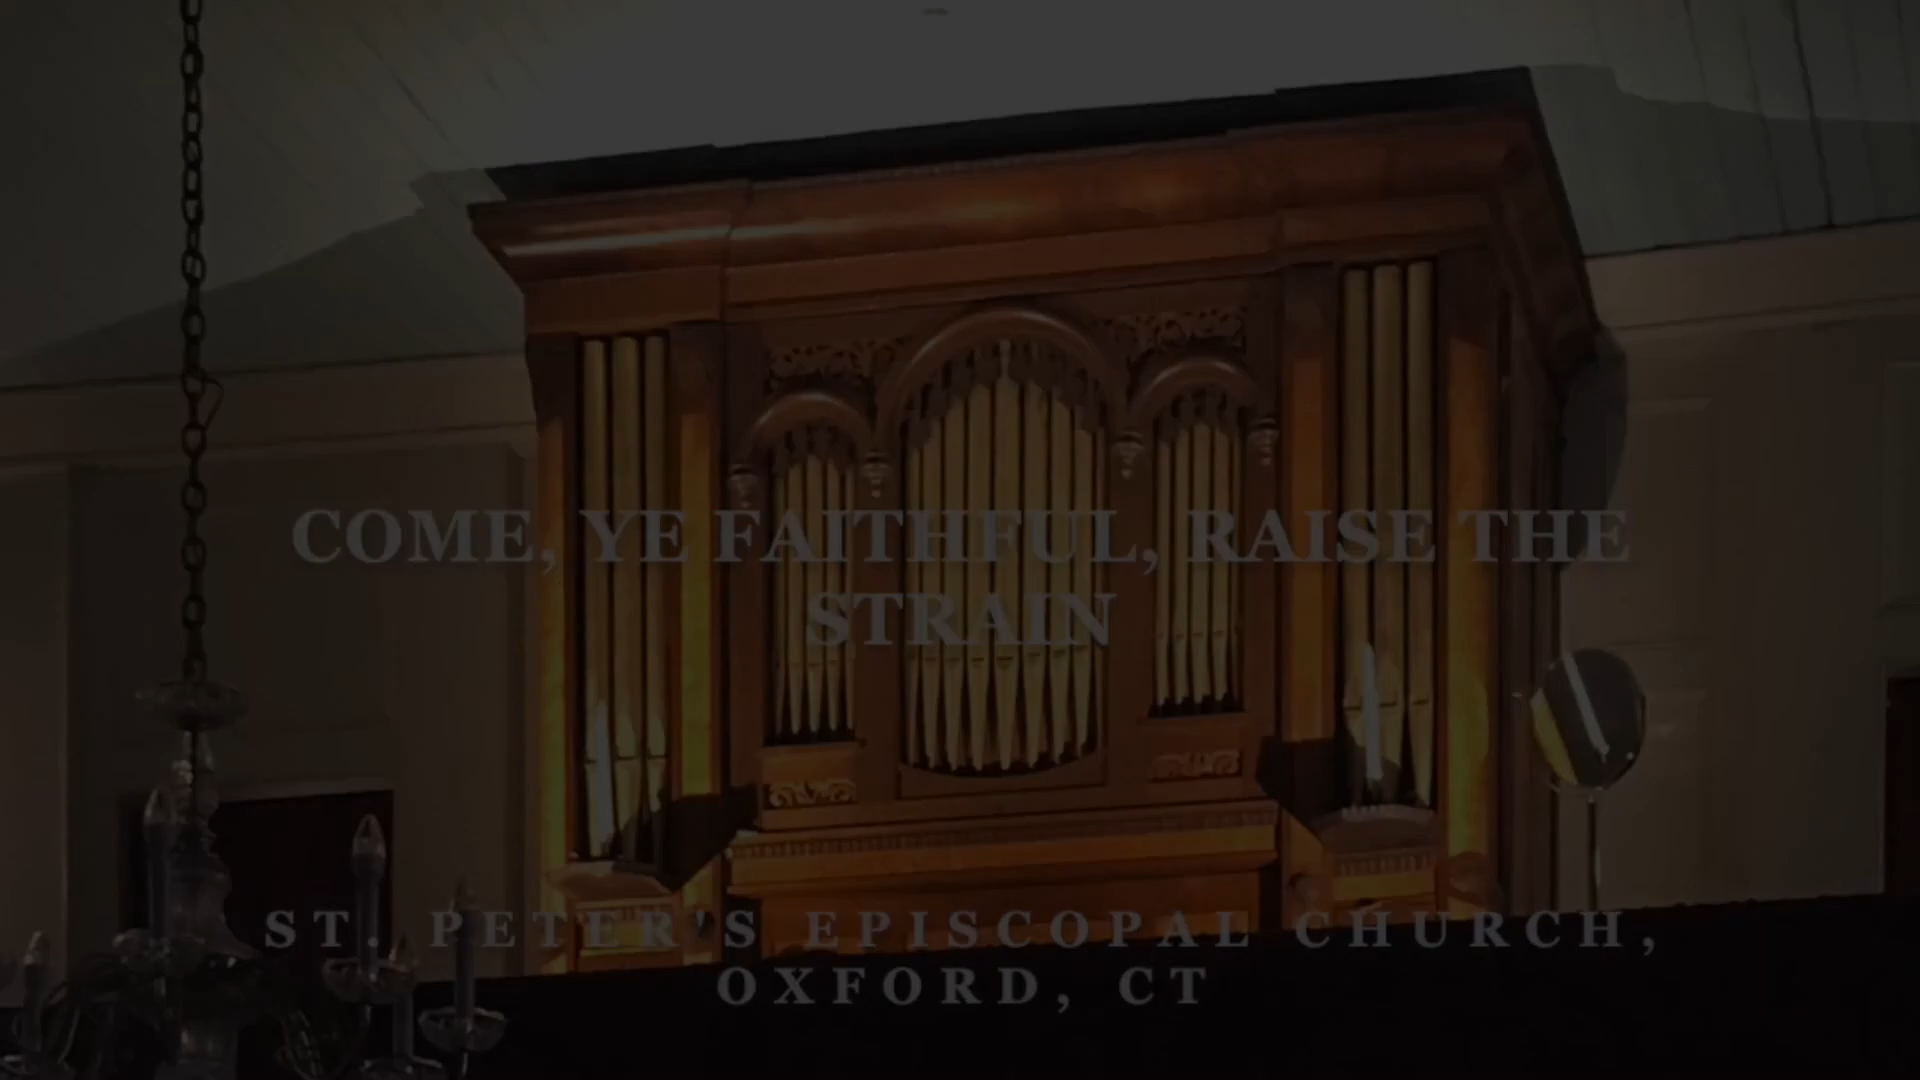 COME, YE FAITHFUL, RAISE THE
STRAIN
ST. PETER'S EPISCOPAL CHURCH,
OXFORD, CT